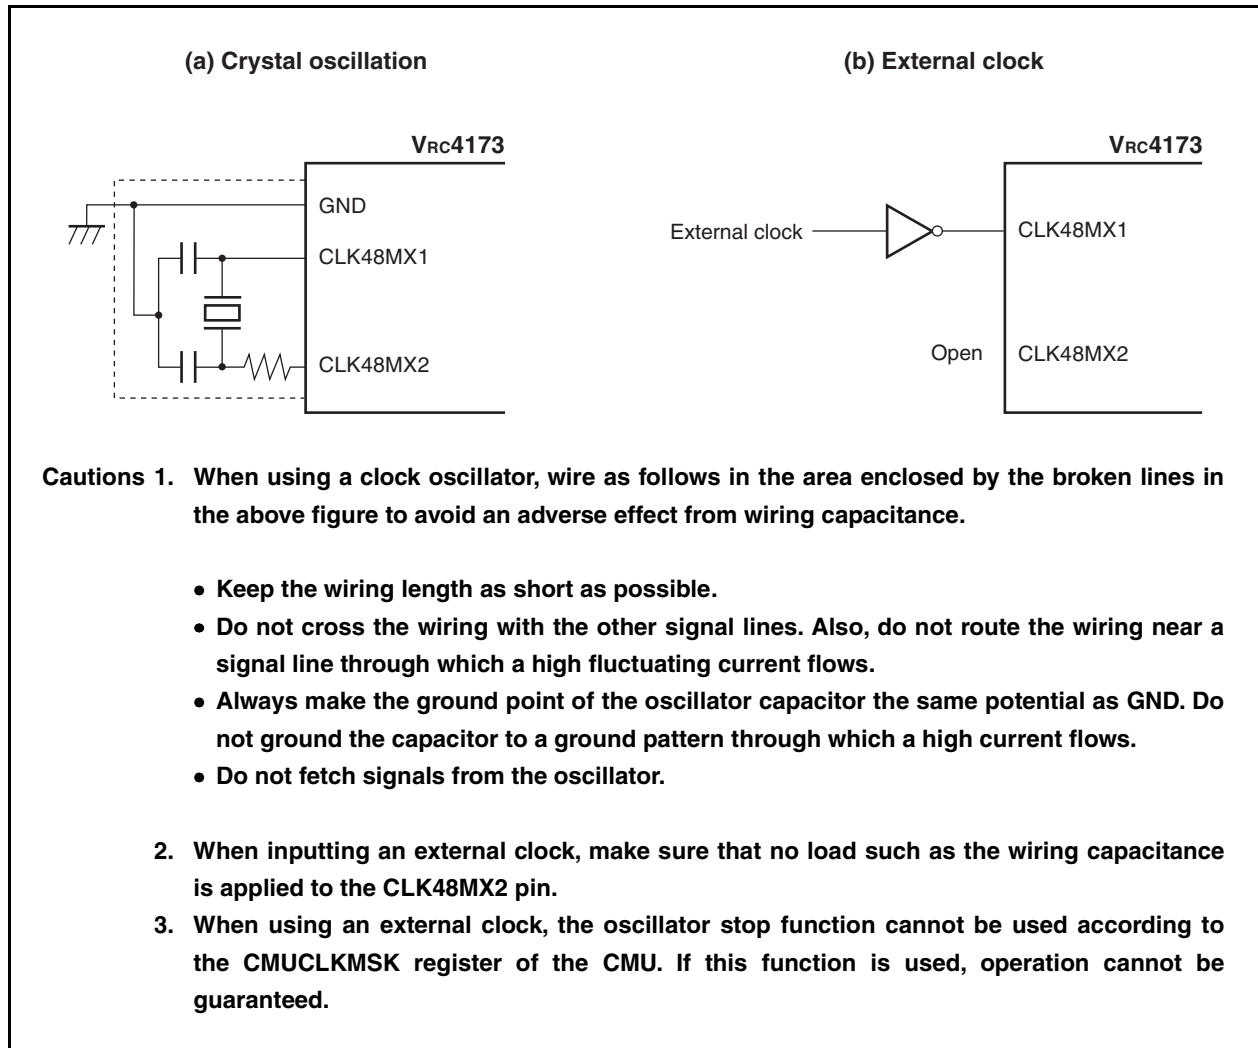 (a) Crystal oscillation
(b) External clock
VRC4173
GND
CLK48MX1
CLK48MX2
VRC4173
External clock
CLK48MX1
Open
CLK48MX2
Cautions 1. When using a clock oscillator, wire as follows in the area enclosed by the broken lines in
the above figure to avoid an adverse effect from wiring capacitance.
• Keep the wiring length as short as possible.
• Do not cross the wiring with the other signal lines. Also, do not route the wiring near a
signal line through which a high fluctuating current flows.
• Always make the ground point of the oscillator capacitor the same potential as GND. Do
not ground the capacitor to a ground pattern through which a high current flows.
• Do not fetch signals from the oscillator.
2. When inputting an external clock, make sure that no load such as the wiring capacitance
is applied to the CLK48MX2 pin.
3. When using an external clock, the oscillator stop function cannot be used according to
the CMUCLKMSK register of the CMU. If this function is used, operation cannot be
guaranteed.